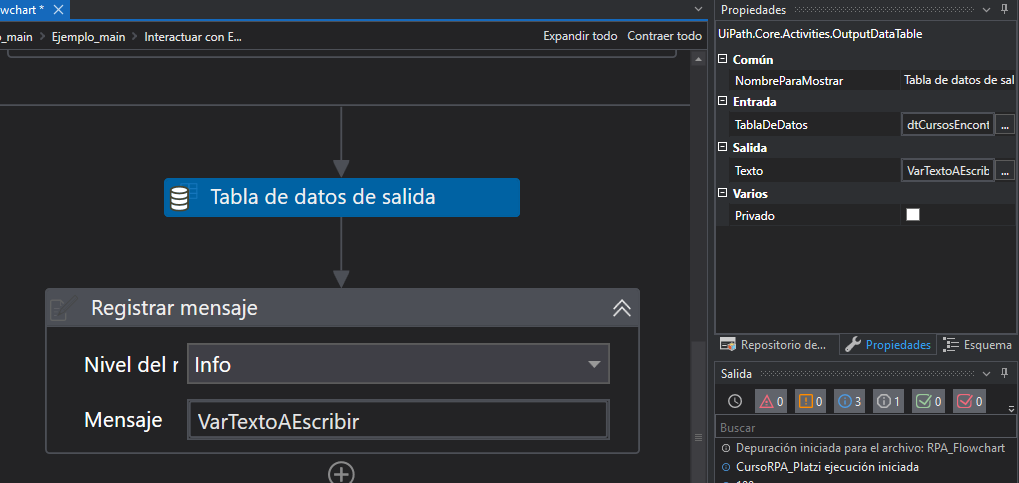 owchart *
o_main > Ejemplo_main > Interactuar con E...
Expandir todo Contraer todo
Tabla de datos de salida
Registrar mensaje
Nivel del r Info
Mensaje VarTextoAEscribir
Propiedades
UiPath.Core.Activities.OutputDataTable
Común
NombreParaMostrar Tabla de datos de sal
Entrada
TablaDeDatos dtCursosEncont ...
Salida
Texto VarTextoAEscrib ...
Varios
Privado
Repositorio de... Propiedades Esquema
Salida
0 0 3 1 0 0
Buscar
Depuración iniciada para el archivo: RPA_Flowchart
CursoRPA_Platzi ejecución iniciada